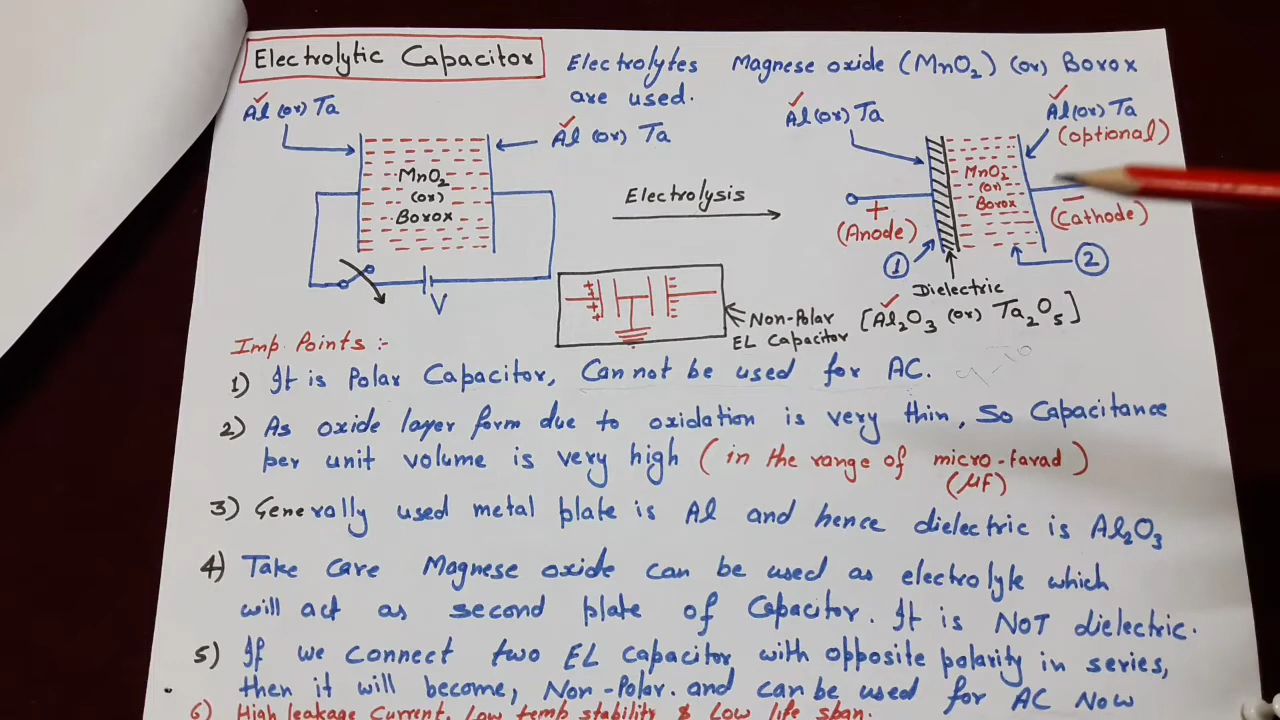 Electrolytic Capacitor
Electrolytes Magnese oxide (MnO2) (or) Borox
are used.
Al (or) Ta
Al (or) Ta
MnO2
(or)
Borox
V
Electrolysis
Al (or) Ta
Al (or) Ta
(optional)
MnO2
(or)
Borox
+
(Anode)
−
(Cathode)
1
2
Dielectric
[Al2O3 (or) Ta2O5]
Non-Polar
EL Capacitor
Imp. Points :-
1) It is Polar Capacitor, Cannot be used for AC.
2) As oxide layer form due to oxidation is very thin, So Capacitance
per unit volume is very high (in the range of micro-farad)
(μF)
3) Generally used metal plate is Al and hence dielectric is Al2O3
4) Take care Magnese oxide can be used as electrolyte which
will act as second plate of Capacitor. It is NOT dielectric.
5) If we connect two EL capacitor with opposite polarity in series,
then it will become, Non-Polar. and can be used for AC Now
6) High leakage Current, Low temp stability & Low life span.